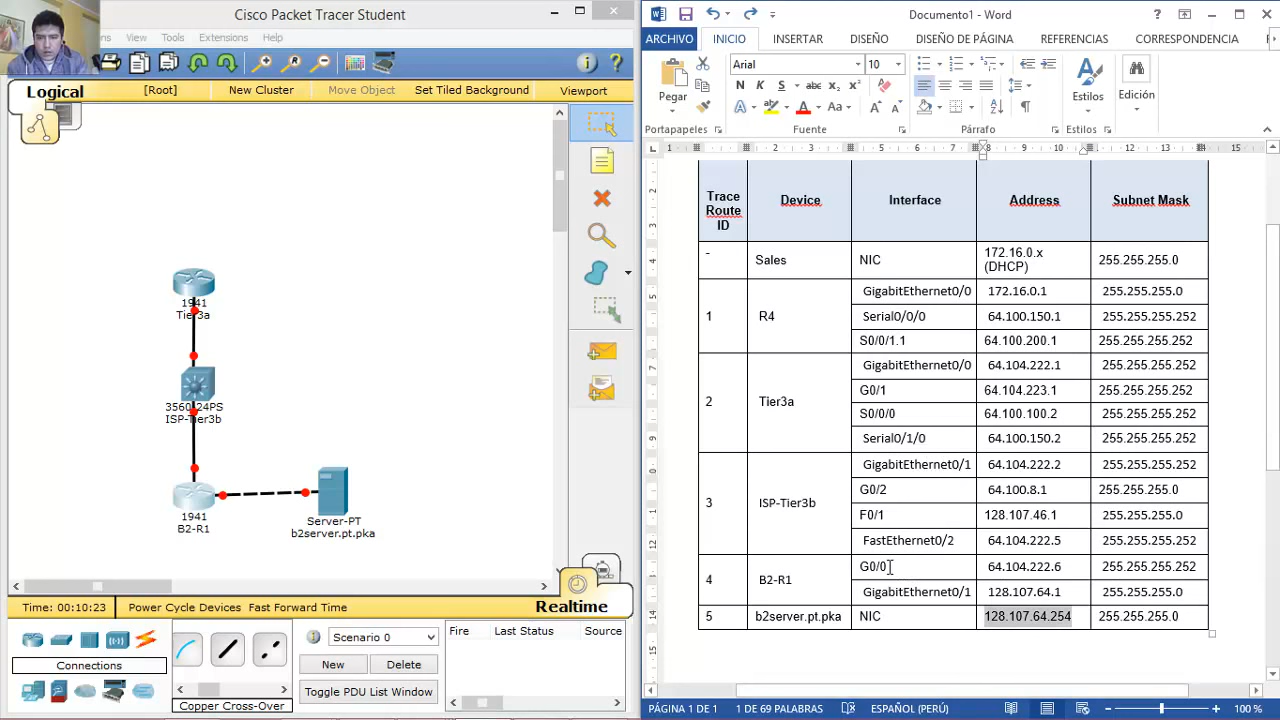 Cisco Packet Tracer Student
View Tools Extensions Help
Logical
[Root]
New Cluster
Move Object
Set Tiled Background
Viewport
1941
Tier3a
3560-24PS
ISP-Tier3b
1941
B2-R1
Server-PT
b2server.pt.pka
Realtime
Time: 00:10:23
Power Cycle Devices Fast Forward Time
Connections
Copper Cross-Over
Scenario 0
New
Delete
Toggle PDU List Window
Fire
Last Status
Source
Documento1 - Word
ARCHIVO
INICIO
INSERTAR
DISEÑO
DISEÑO DE PÁGINA
REFERENCIAS
CORRESPONDENCIA
Arial
10
Pegar
N K S abc x₂ x²
Estilos
Edición
Portapapeles
Fuente
Párrafo
Estilos
Trace Route ID Device Interface Address Subnet Mask
- Sales NIC 172.16.0.x (DHCP) 255.255.255.0
1 R4 GigabitEthernet0/0 172.16.0.1 255.255.255.0
Serial0/0/0 64.100.150.1 255.255.255.252
S0/0/1.1 64.100.200.1 255.255.255.252
2 Tier3a GigabitEthernet0/0 64.104.222.1 255.255.255.252
G0/1 64.104.223.1 255.255.255.252
S0/0/0 64.100.100.2 255.255.255.252
Serial0/1/0 64.100.150.2 255.255.255.252
3 ISP-Tier3b GigabitEthernet0/1 64.104.222.2 255.255.255.252
G0/2 64.100.8.1 255.255.255.0
F0/1 128.107.46.1 255.255.255.0
FastEthernet0/2 64.104.222.5 255.255.255.252
4 B2-R1 G0/0 64.104.222.6 255.255.255.252
GigabitEthernet0/1 128.107.64.1 255.255.255.0
5 b2server.pt.pka NIC 128.107.64.254 255.255.255.0
PÁGINA 1 DE 1
1 DE 69 PALABRAS
ESPAÑOL (PERÚ)
100 %